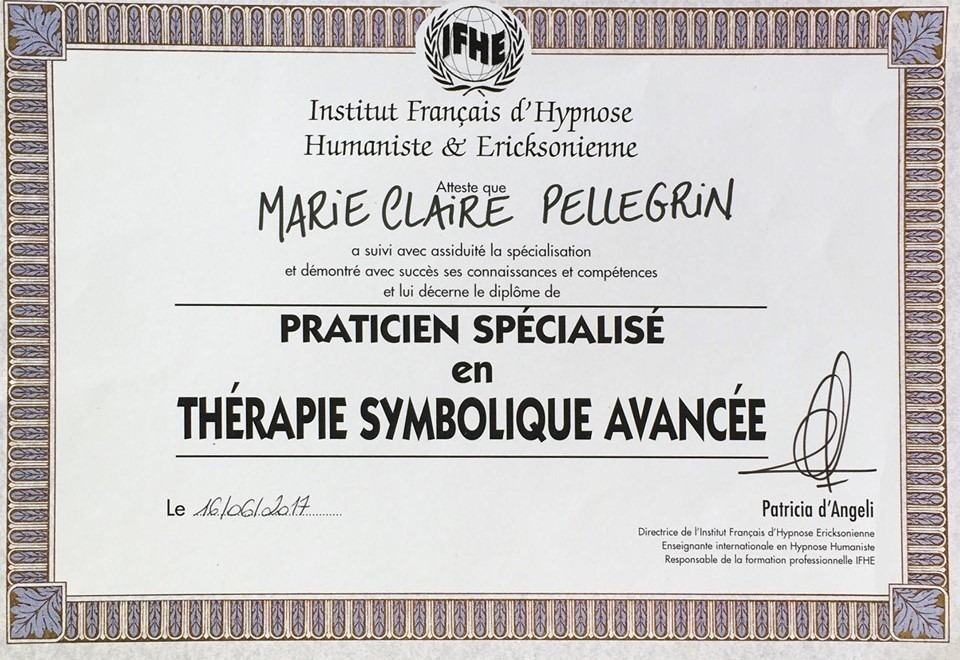 IFHE
Institut Français d'Hypnose
Humaniste & Ericksonienne
Atteste que
MARIE CLAIRE PELLEGRIN
a suivi avec assiduité la spécialisation
et démontré avec succès ses connaissances et compétences
et lui décerne le diplôme de
PRATICIEN SPÉCIALISÉ
en
THÉRAPIE SYMBOLIQUE AVANCÉE
Le 16/06/2017
Patricia d'Angeli
Directrice de l'Institut Français d'Hypnose Ericksonienne
Enseignante internationale en Hypnose Humaniste
Responsable de la formation professionnelle IFHE